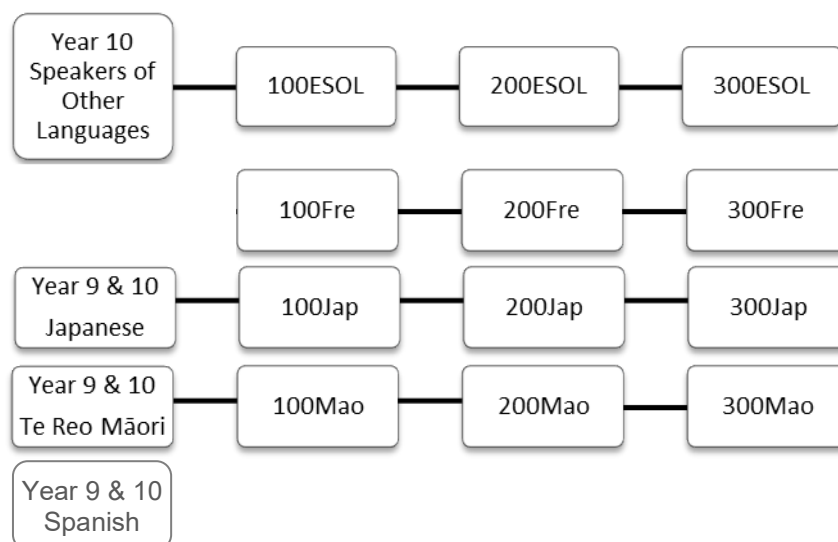 Year 10
Speakers of
Other
Languages
100ESOL
200ESOL
300ESOL
100Fre
200Fre
300Fre
Year 9 & 10
Japanese
100Jap
200Jap
300Jap
Year 9 & 10
Te Reo Māori
100Mao
200Mao
300Mao
Year 9 & 10
Spanish